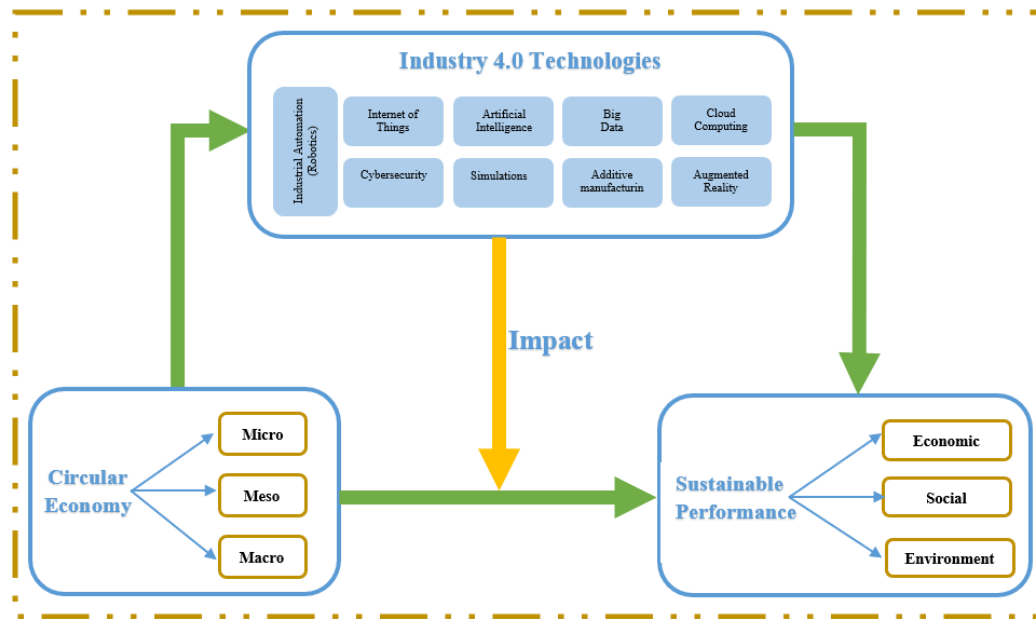 Industry 4.0 Technologies
Industrial Automation
(Robotics)
Internet of
Things
Artificial
Intelligence
Big
Data
Cloud
Computing
Cybersecurity
Simulations
Additive
manufacturin
Augmented
Reality
Impact
Circular
Economy
Micro
Meso
Macro
Sustainable
Performance
Economic
Social
Environment